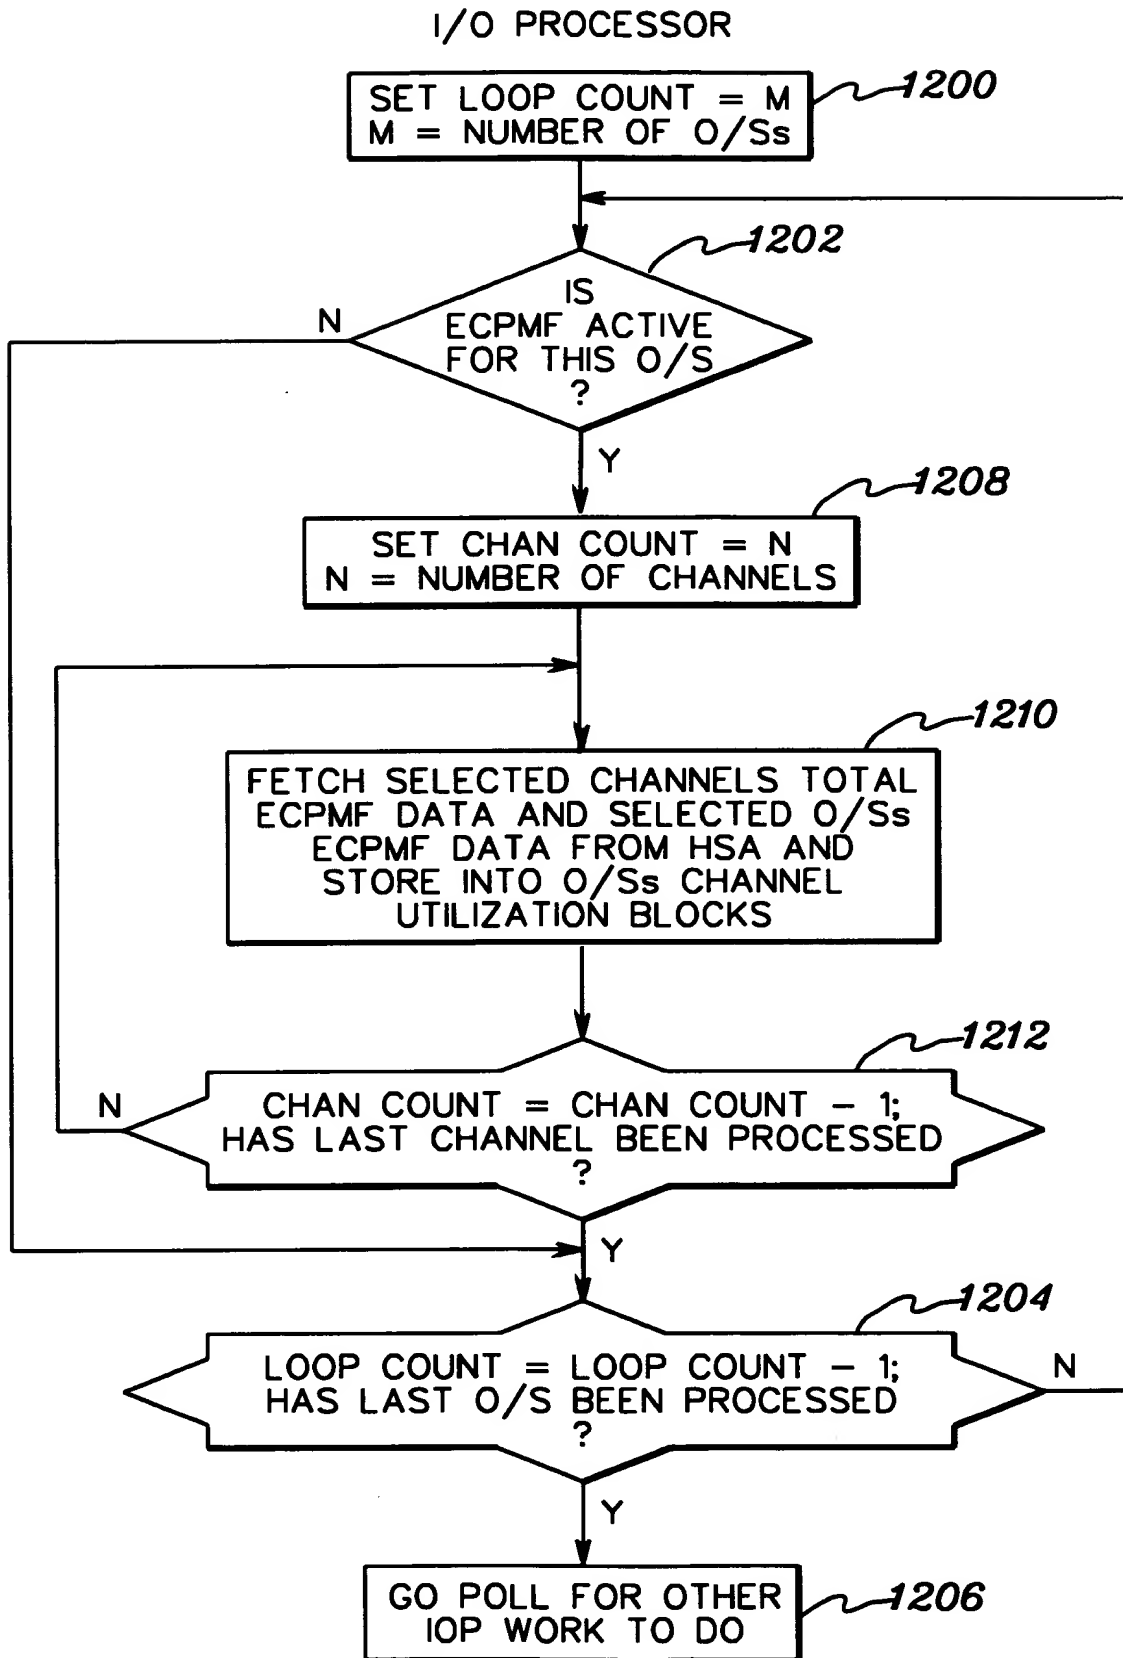 I/O PROCESSOR
SET LOOP COUNT = M
M = NUMBER OF O/Ss
1200
1202
IS
ECPMF ACTIVE
FOR THIS O/S
?
N
Y
1208
SET CHAN COUNT = N
N = NUMBER OF CHANNELS
1210
FETCH SELECTED CHANNELS TOTAL
ECPMF DATA AND SELECTED O/Ss
ECPMF DATA FROM HSA AND
STORE INTO O/Ss CHANNEL
UTILIZATION BLOCKS
1212
N
CHAN COUNT = CHAN COUNT - 1;
HAS LAST CHANNEL BEEN PROCESSED
?
Y
1204
LOOP COUNT = LOOP COUNT - 1;
HAS LAST O/S BEEN PROCESSED
?
N
Y
GO POLL FOR OTHER
IOP WORK TO DO
1206